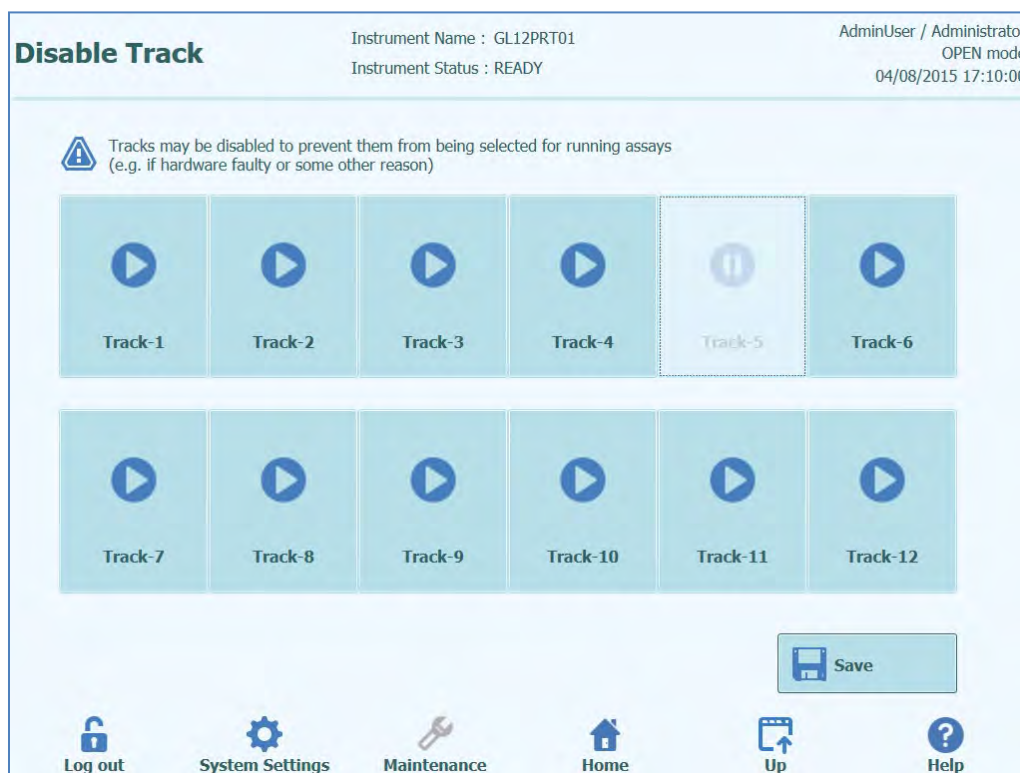 Disable Track
Instrument Name : GL12PRT01
Instrument Status : READY
AdminUser / Administrato
OPEN mode
04/08/2015 17:10:00
Tracks may be disabled to prevent them from being selected for running assays
(e.g. if hardware faulty or some other reason)
Track-1 Track-2 Track-3 Track-4 Track-5 Track-6
Track-7 Track-8 Track-9 Track-10 Track-11 Track-12
Save
Log out System Settings Maintenance Home Up Help